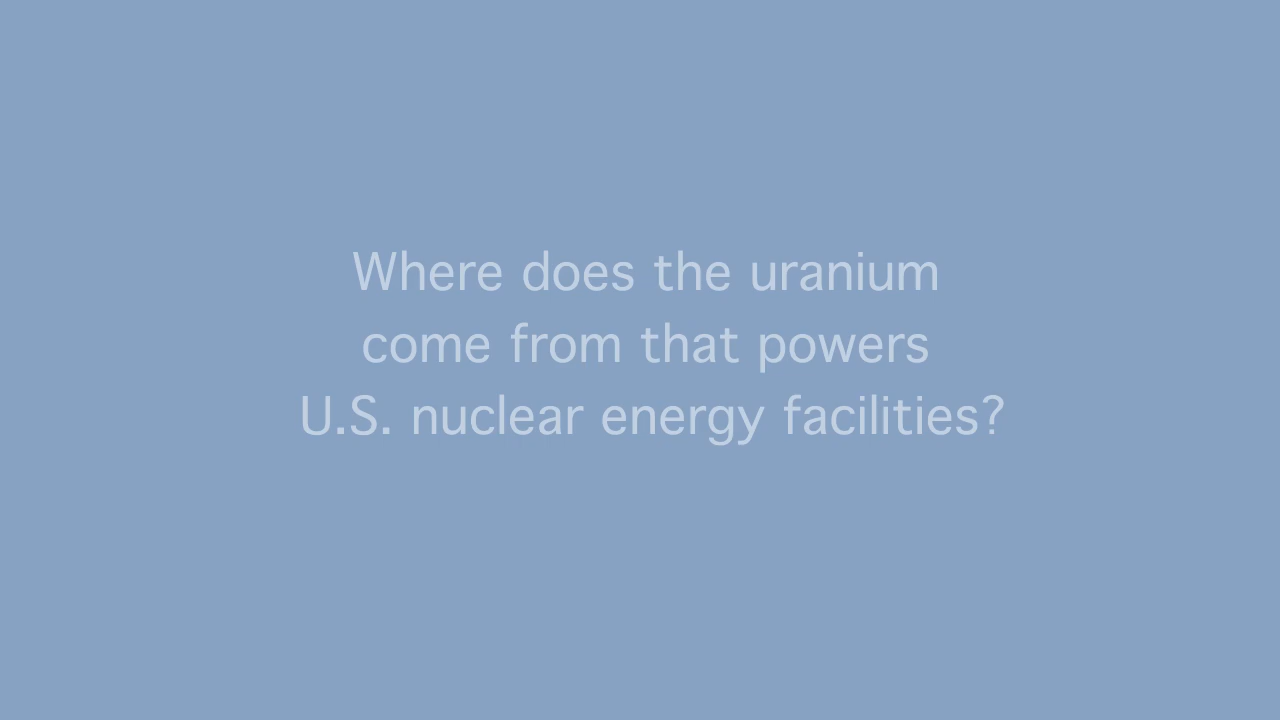 Where does the uranium
come from that powers
U.S. nuclear energy facilities?